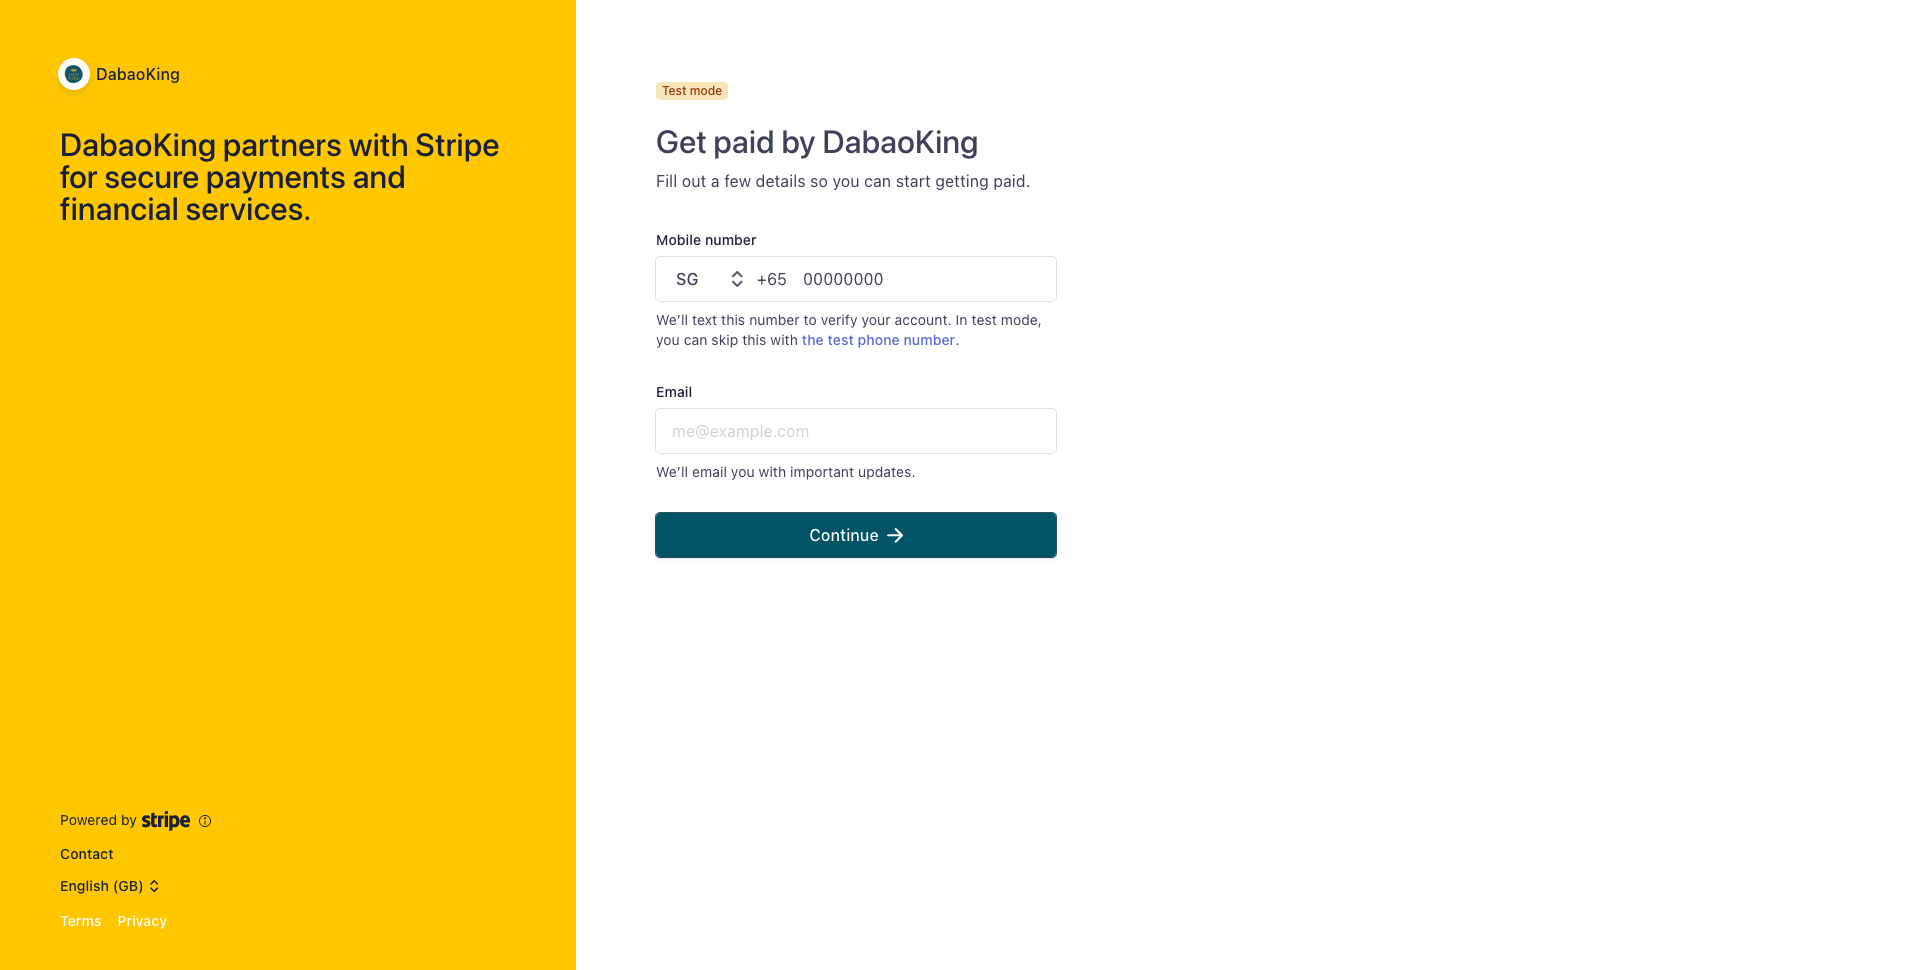 DabaoKing
DabaoKing partners with Stripe
for secure payments and
financial services.
Powered by stripe
Contact
English (GB)
Terms Privacy
Test mode
Get paid by DabaoKing
Fill out a few details so you can start getting paid.
Mobile number
SG +65 00000000
We’ll text this number to verify your account. In test mode,
you can skip this with the test phone number.
Email
me@example.com
We’ll email you with important updates.
Continue